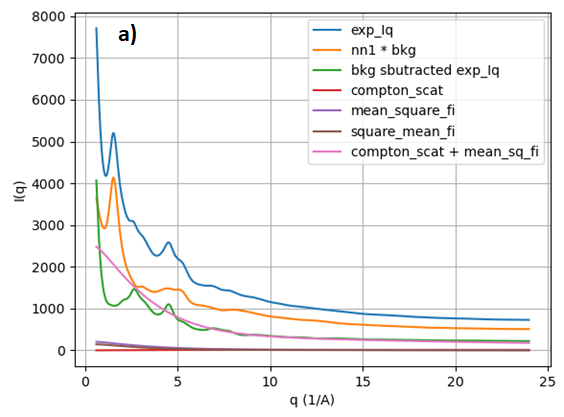 a)
8000
7000
6000
5000
4000
3000
2000
1000
0
I(q)
exp_Iq
nn1 * bkg
bkg sbutracted exp_Iq
compton_scat
mean_square_fi
square_mean_fi
compton_scat + mean_sq_fi
0 5 10 15 20 25
q (1/A)